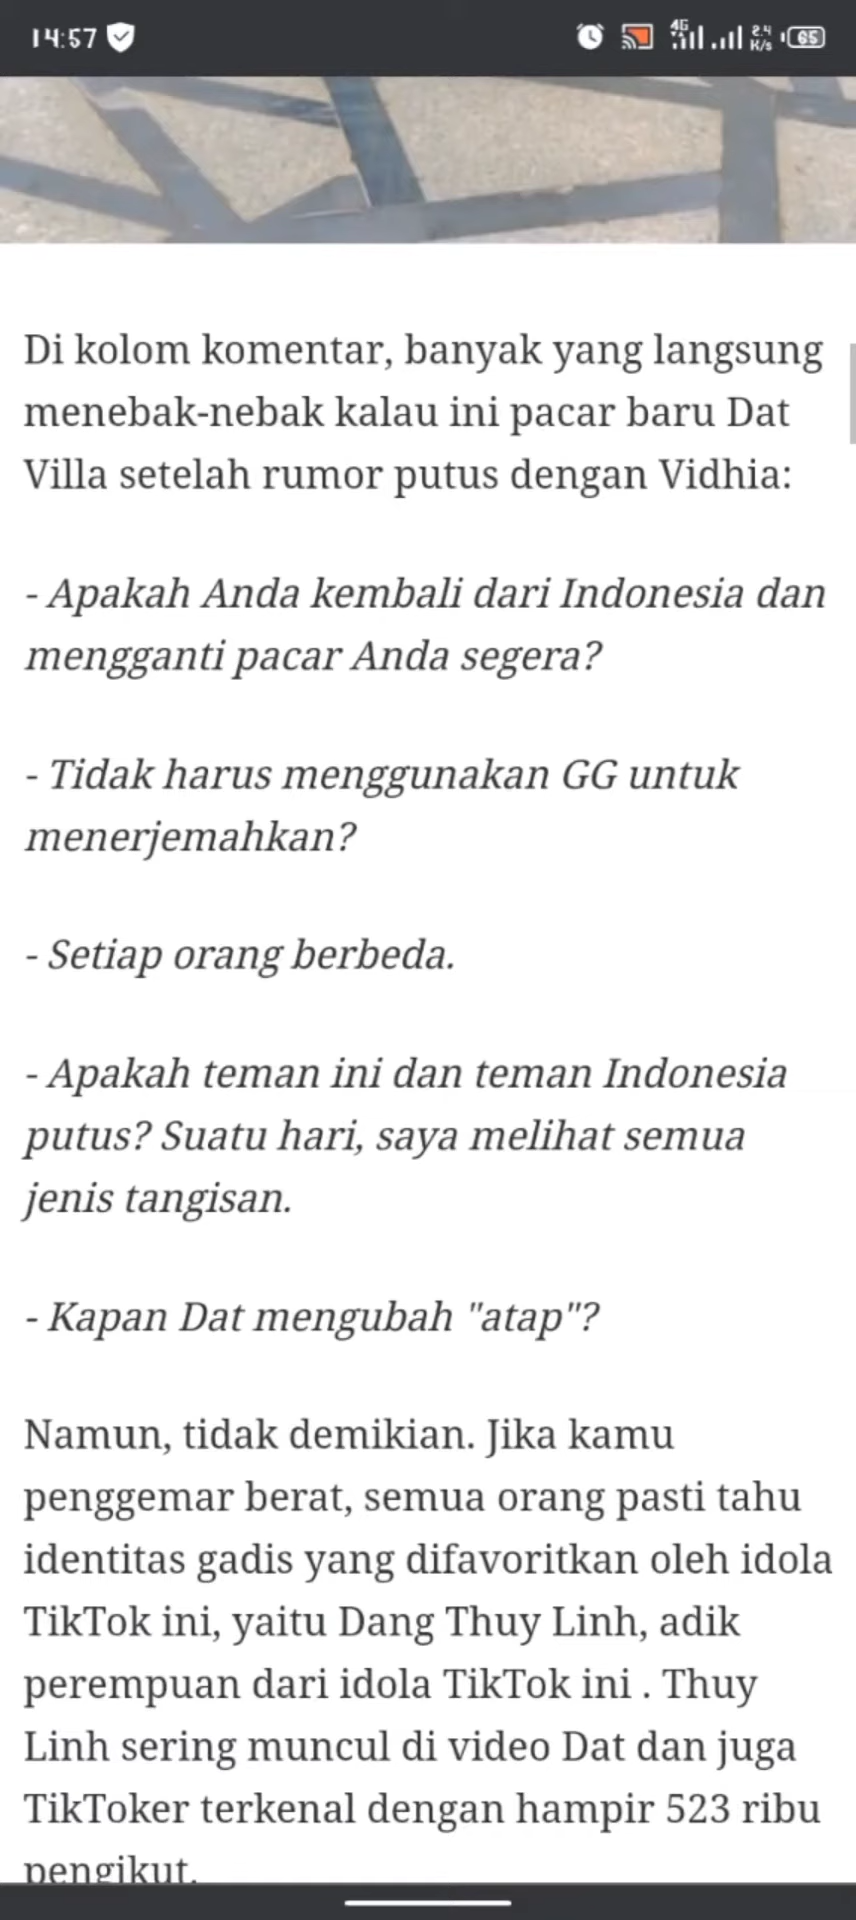 14:57
4G
2.4
K/s
65
Di kolom komentar, banyak yang langsung
menebak-nebak kalau ini pacar baru Dat
Villa setelah rumor putus dengan Vidhia:
- Apakah Anda kembali dari Indonesia dan
mengganti pacar Anda segera?
- Tidak harus menggunakan GG untuk
menerjemahkan?
- Setiap orang berbeda.
- Apakah teman ini dan teman Indonesia
putus? Suatu hari, saya melihat semua
jenis tangisan.
- Kapan Dat mengubah "atap"?
Namun, tidak demikian. Jika kamu
penggemar berat, semua orang pasti tahu
identitas gadis yang difavoritkan oleh idola
TikTok ini, yaitu Dang Thuy Linh, adik
perempuan dari idola TikTok ini . Thuy
Linh sering muncul di video Dat dan juga
TikToker terkenal dengan hampir 523 ribu
pengikut.